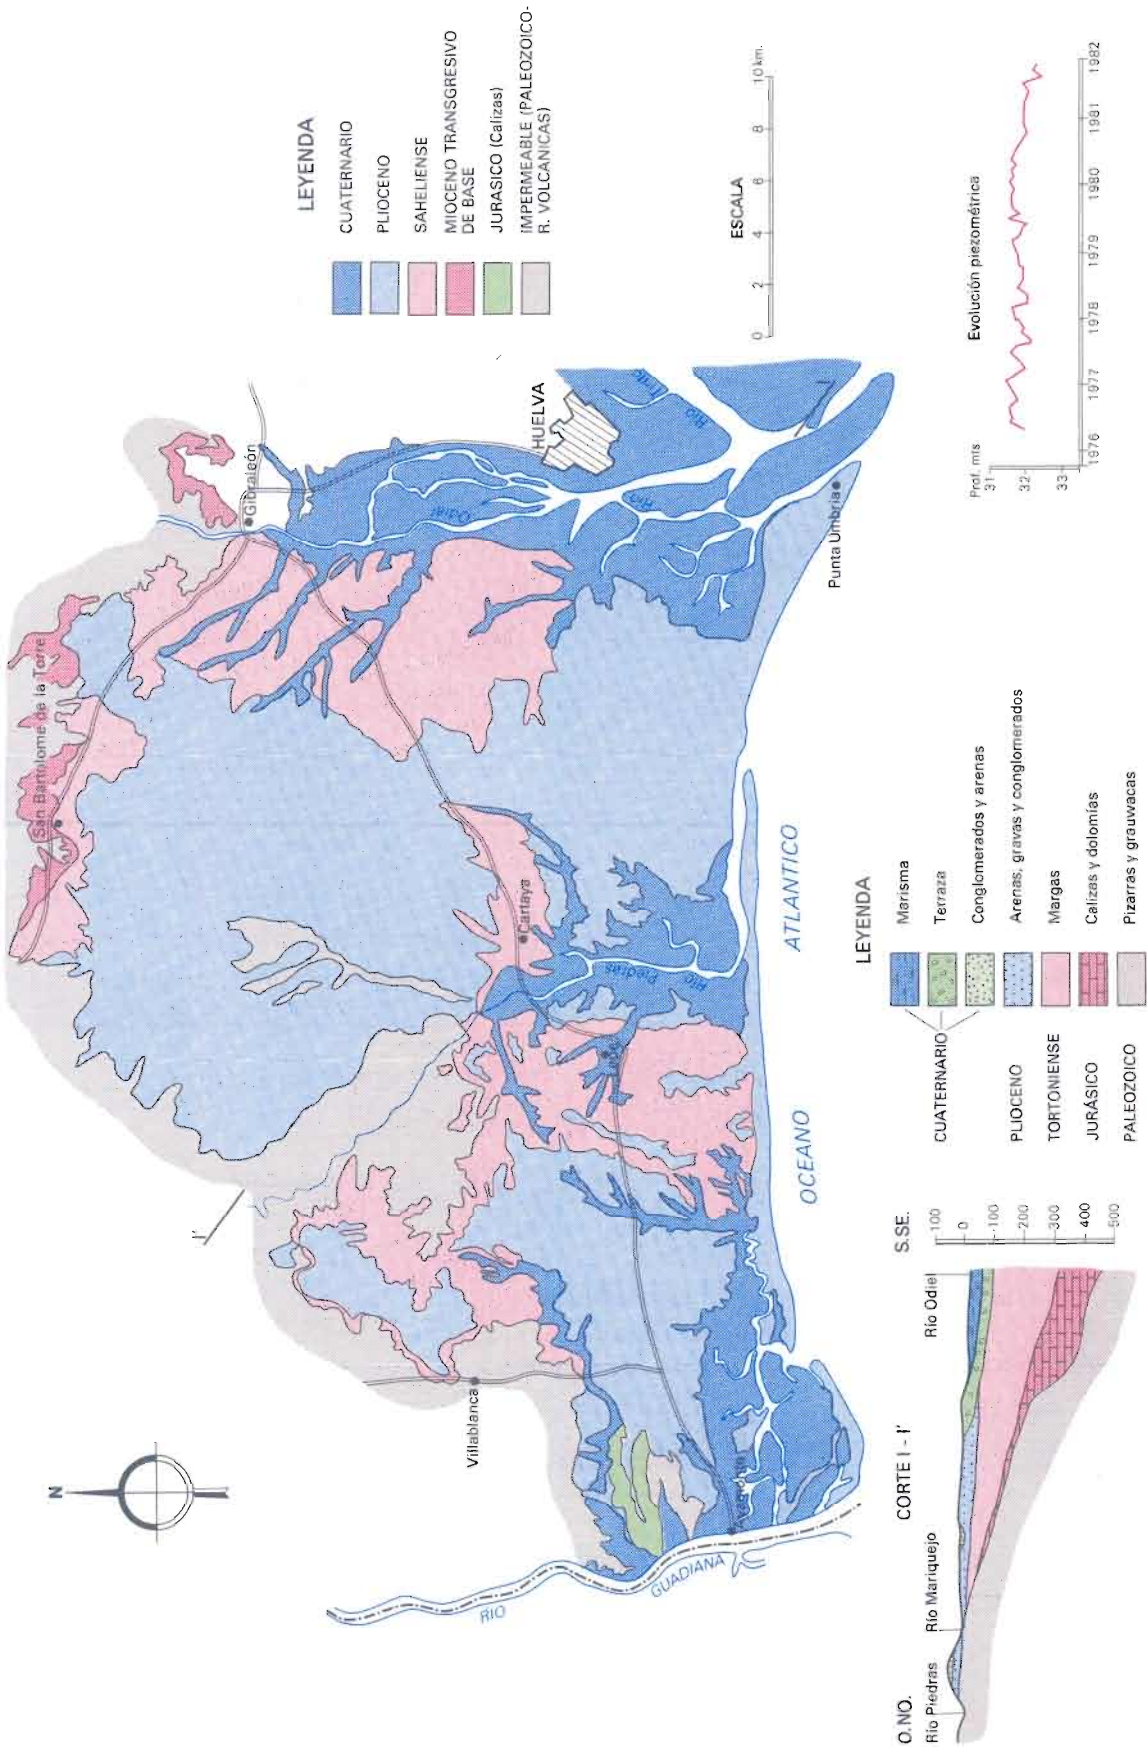 N
I'
San Bartolome de la Torre
Gibraleón
Villablanca
Cartaya
HUELVA
Punta Umbria
Odiel
Río
Río
Tinto
Río
Piedras
RIO
GUADIANA
OCEANO
ATLANTICO
LEYENDA
CUATERNARIO
PLIOCENO
SAHELIENSE
MIOCENO TRANSGRESIVO
DE BASE
JURASICO (Calizas)
IMPERMEABLE (PALEOZOICO-
R. VOLCANICAS)
ESCALA
0 2 4 6 8 10 km.
CORTE I - I'
O.NO.
S.SE.
Río Piedras
Río Mariquejo
Río Odiel
100
0
-100
-200
-300
400
-500
LEYENDA
CUATERNARIO
Marisma
Terraza
Conglomerados y arenas
PLIOCENO
Arenas, gravas y conglomerados
TORTONIENSE
Margas
JURÁSICO
Calizas y dolomías
PALEOZOICO
Pizarras y grauwacas
Evolución piezométrica
Prof. mts
31
32
33
1976 1977 1978 1979 1980 1981 1982